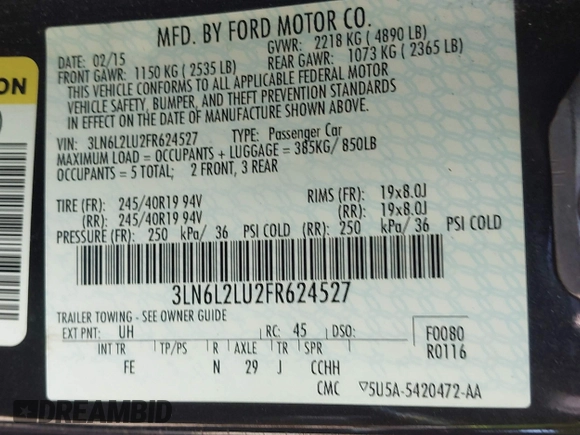 MFD. BY FORD MOTOR CO.
DATE: 02/15 GVWR: 2218 KG ( 4890 LB)
FRONT GAWR: 1150 KG ( 2535 LB) REAR GAWR: 1073 KG ( 2365 LB)
THIS VEHICLE CONFORMS TO ALL APPLICABLE FEDERAL MOTOR
VEHICLE SAFETY, BUMPER, AND THEFT PREVENTION STANDARDS
IN EFFECT ON THE DATE OF MANUFACTURE SHOWN ABOVE.
VIN: 3LN6L2LU2FR624527 TYPE: Passenger Car
MAXIMUM LOAD = OCCUPANTS + LUGGAGE = 385KG/ 850LB
OCCUPANTS = 5 TOTAL; 2 FRONT, 3 REAR
TIRE (FR): 245/40R19 94V RIMS (FR): 19x8.0J
(RR): 245/40R19 94V (RR): 19x8.0J
PRESSURE (FR): 250 kPa/ 36 PSI COLD (RR): 250 kPa/ 36 PSI COLD
3LN6L2LU2FR624527
TRAILER TOWING - SEE OWNER GUIDE
EXT PNT: UH RC: 45 DSO: F0080
INT TR TP/PS R AXLE TR SPR R0116
FE N 29 J CCHH
CMC ▽5U5A-5420472-AA
ON
DREAMBID